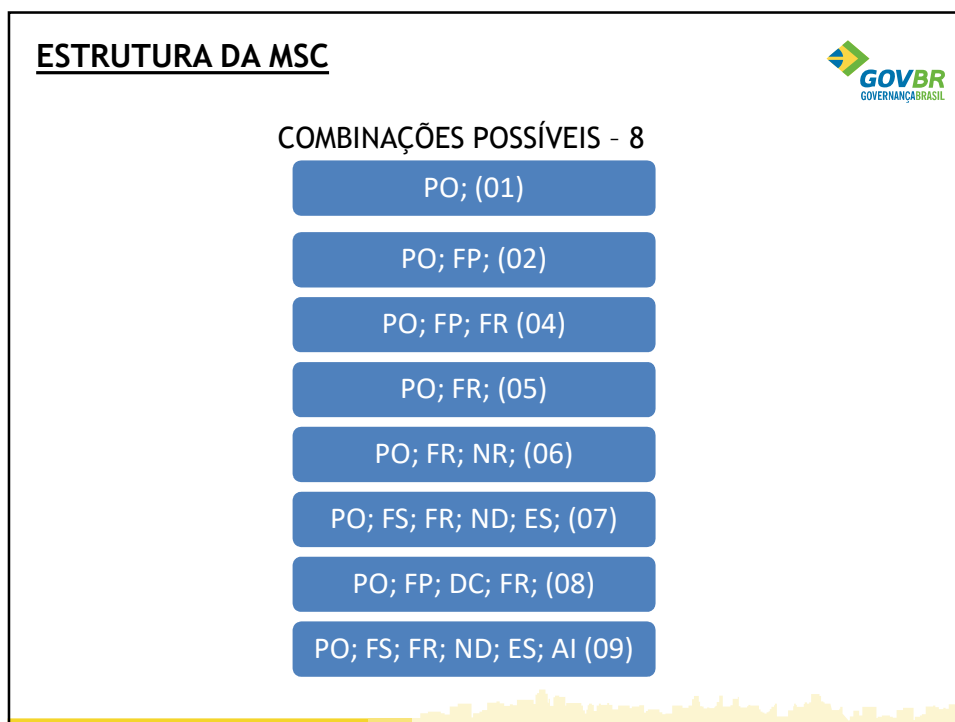 ESTRUTURA DA MSC
GOVBR
GOVERNANÇABRASIL
COMBINAÇÕES POSSÍVEIS – 8
PO; (01)
PO; FP; (02)
PO; FP; FR (04)
PO; FR; (05)
PO; FR; NR; (06)
PO; FS; FR; ND; ES; (07)
PO; FP; DC; FR; (08)
PO; FS; FR; ND; ES; AI (09)